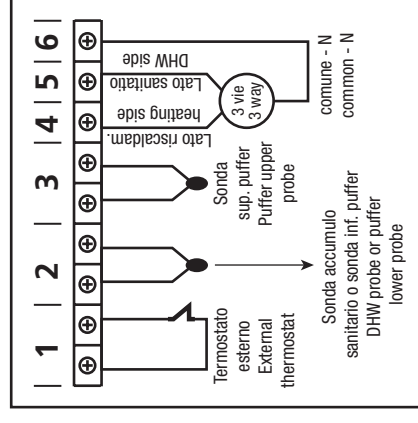 1
2
3
4
5
6
Termostato
esterno
External
thermostat
Sonda accumulo
sanitario o sonda inf. puffer
DHW probe or puffer
lower probe
Sonda
sup. puffer
Puffer upper
probe
Lato riscaldam.
heating side
Lato sanitatio
DHW side
3 vie
3 way
comune - N
common - N